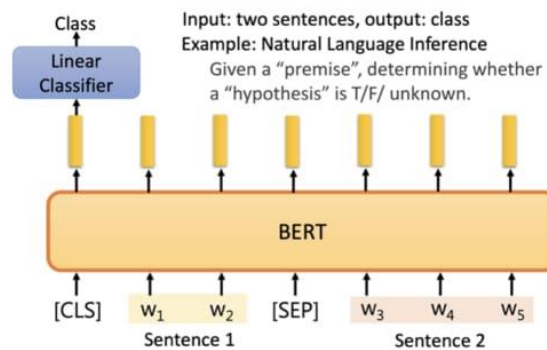 Class
Input: two sentences, output: class
Example: Natural Language Inference
Given a “premise”, determining whether
a “hypothesis” is T/F/ unknown.
Linear
Classifier
BERT
[CLS] w1 w2 [SEP] w3 w4 w5
Sentence 1 Sentence 2